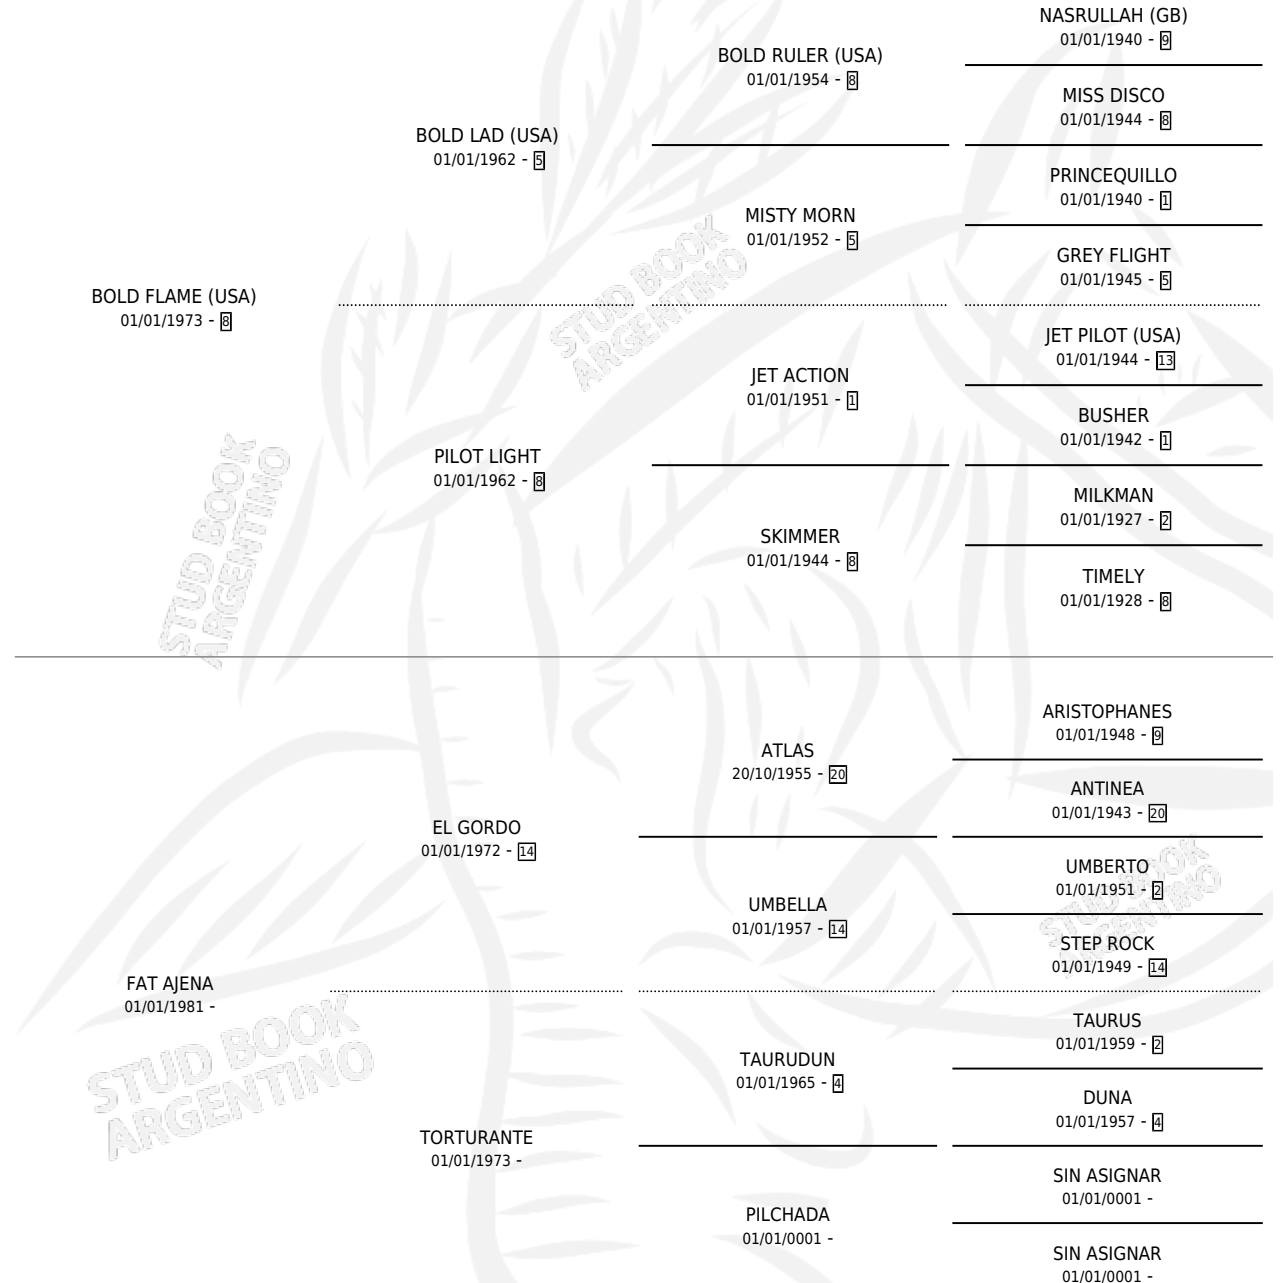 NASRULLAH (GB)
01/01/1940 - 9
BOLD RULER (USA)
01/01/1954 - 8
MISS DISCO
01/01/1944 - 8
BOLD LAD (USA)
01/01/1962 - 5
PRINCEQUILLO
01/01/1940 - 1
MISTY MORN
01/01/1952 - 5
GREY FLIGHT
01/01/1945 - 5
BOLD FLAME (USA)
01/01/1973 - 8
JET PILOT (USA)
01/01/1944 - 13
JET ACTION
01/01/1951 - 1
BUSHER
01/01/1942 - 1
PILOT LIGHT
01/01/1962 - 8
MILKMAN
01/01/1927 - 2
SKIMMER
01/01/1944 - 8
TIMELY
01/01/1928 - 8
ARISTOPHANES
01/01/1948 - 9
ATLAS
20/10/1955 - 20
ANTINEA
01/01/1943 - 20
EL GORDO
01/01/1972 - 14
UMBERTO
01/01/1951 - 2
UMBELLA
01/01/1957 - 14
STEP ROCK
01/01/1949 - 14
FAT AJENA
01/01/1981 -
TAURUS
01/01/1959 - 2
TAURUDUN
01/01/1965 - 4
DUNA
01/01/1957 - 4
TORTURANTE
01/01/1973 -
SIN ASIGNAR
01/01/0001 -
PILCHADA
01/01/0001 -
SIN ASIGNAR
01/01/0001 -
STUD BOOK
ARGENTINO
STUD BOOK
ARGENTINO
STUD BOOK
ARGENTINO
STUD BOOK
ARGENTINO